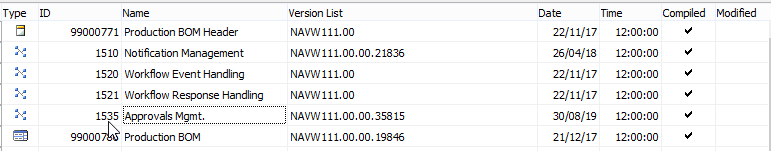 Type ID Name Version List Date Time Compiled Modified
99000771 Production BOM Header NAVW111.00 22/11/17 12:00:00
1510 Notification Management NAVW111.00.00.21836 26/04/18 12:00:00
1520 Workflow Event Handling NAVW111.00 22/11/17 12:00:00
1521 Workflow Response Handling NAVW111.00 22/11/17 12:00:00
1535 Approvals Mgmt. NAVW111.00.00.35815 30/08/19 12:00:00
Production BOM NAVW111.00.00.19846 21/12/17 12:00:00